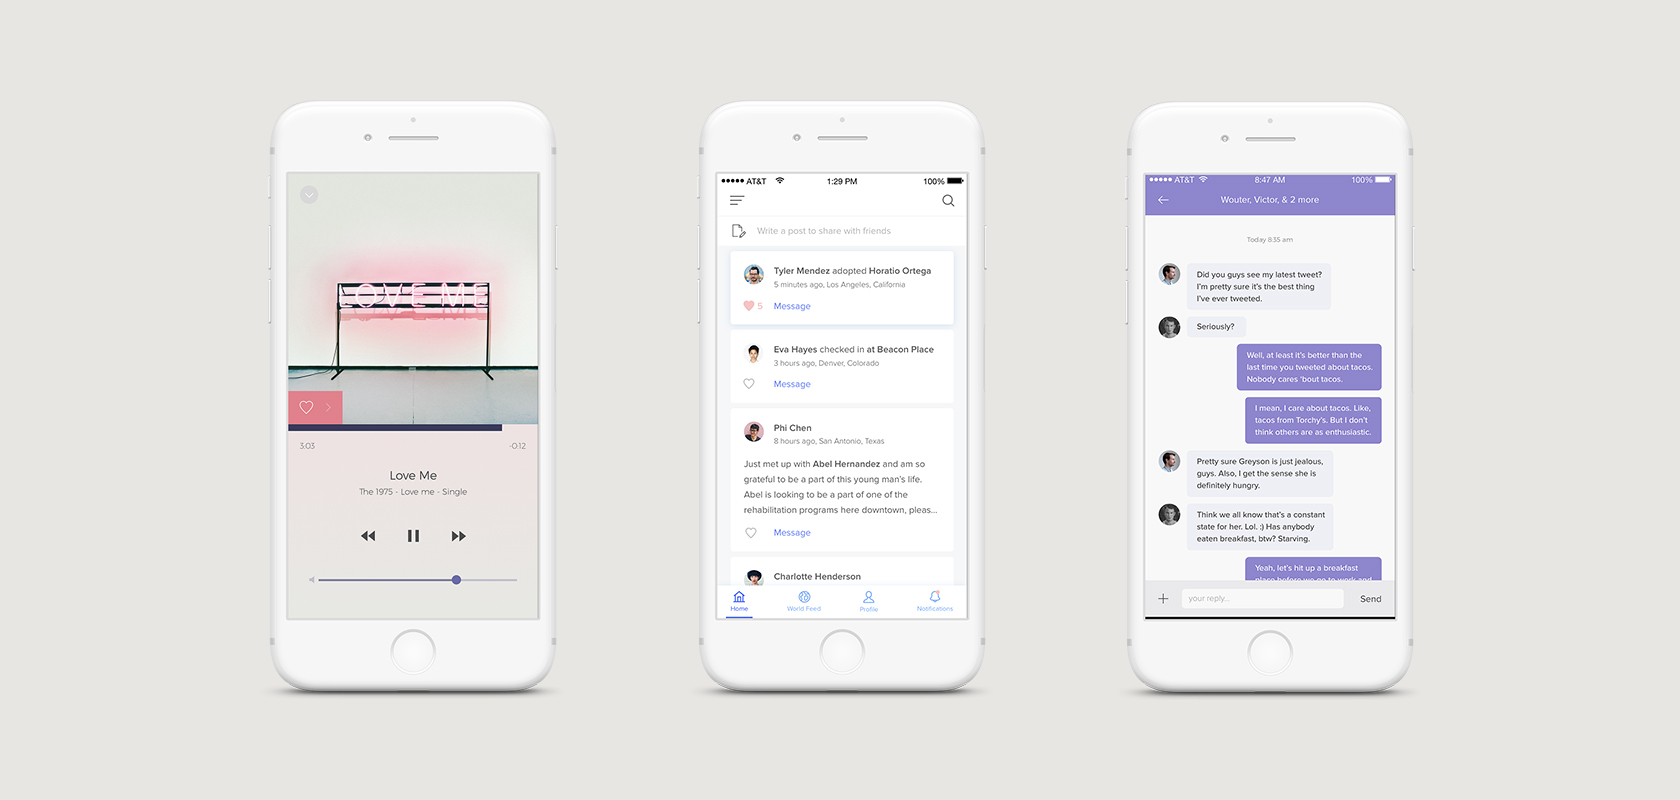 LOVE ME
3:03
-0:12
Love Me
The 1975 - Love me - Single
AT&T
1:29 PM
100%
Write a post to share with friends
Tyler Mendez adopted Horatio Ortega
5 minutes ago, Los Angeles, California
5
Message
Eva Hayes checked in at Beacon Place
3 hours ago, Denver, Colorado
Message
Phi Chen
8 hours ago, San Antonio, Texas
Just met up with Abel Hernandez and am so
grateful to be a part of this young man's life.
Abel is looking to be a part of one of the
rehabilitation programs here downtown, pleas...
Message
Charlotte Henderson
Home
World Feed
Profile
Notifications
AT&T
8:47 AM
100%
Wouter, Victor, & 2 more
Today 8:35 am
Did you guys see my latest tweet?
I'm pretty sure it's the best thing
I've ever tweeted.
Seriously?
Well, at least it's better than the
last time you tweeted about tacos.
Nobody cares 'bout tacos.
I mean, I care about tacos. Like,
tacos from Torchy's. But I don't
think others are as enthusiastic.
Pretty sure Greyson is just jealous,
guys. Also, I get the sense she is
definitely hungry.
Think we all know that's a constant
state for her. Lol. :) Has anybody
eaten breakfast, btw? Starving.
Yeah, let's hit up a breakfast
place before we go to work and
your reply...
Send